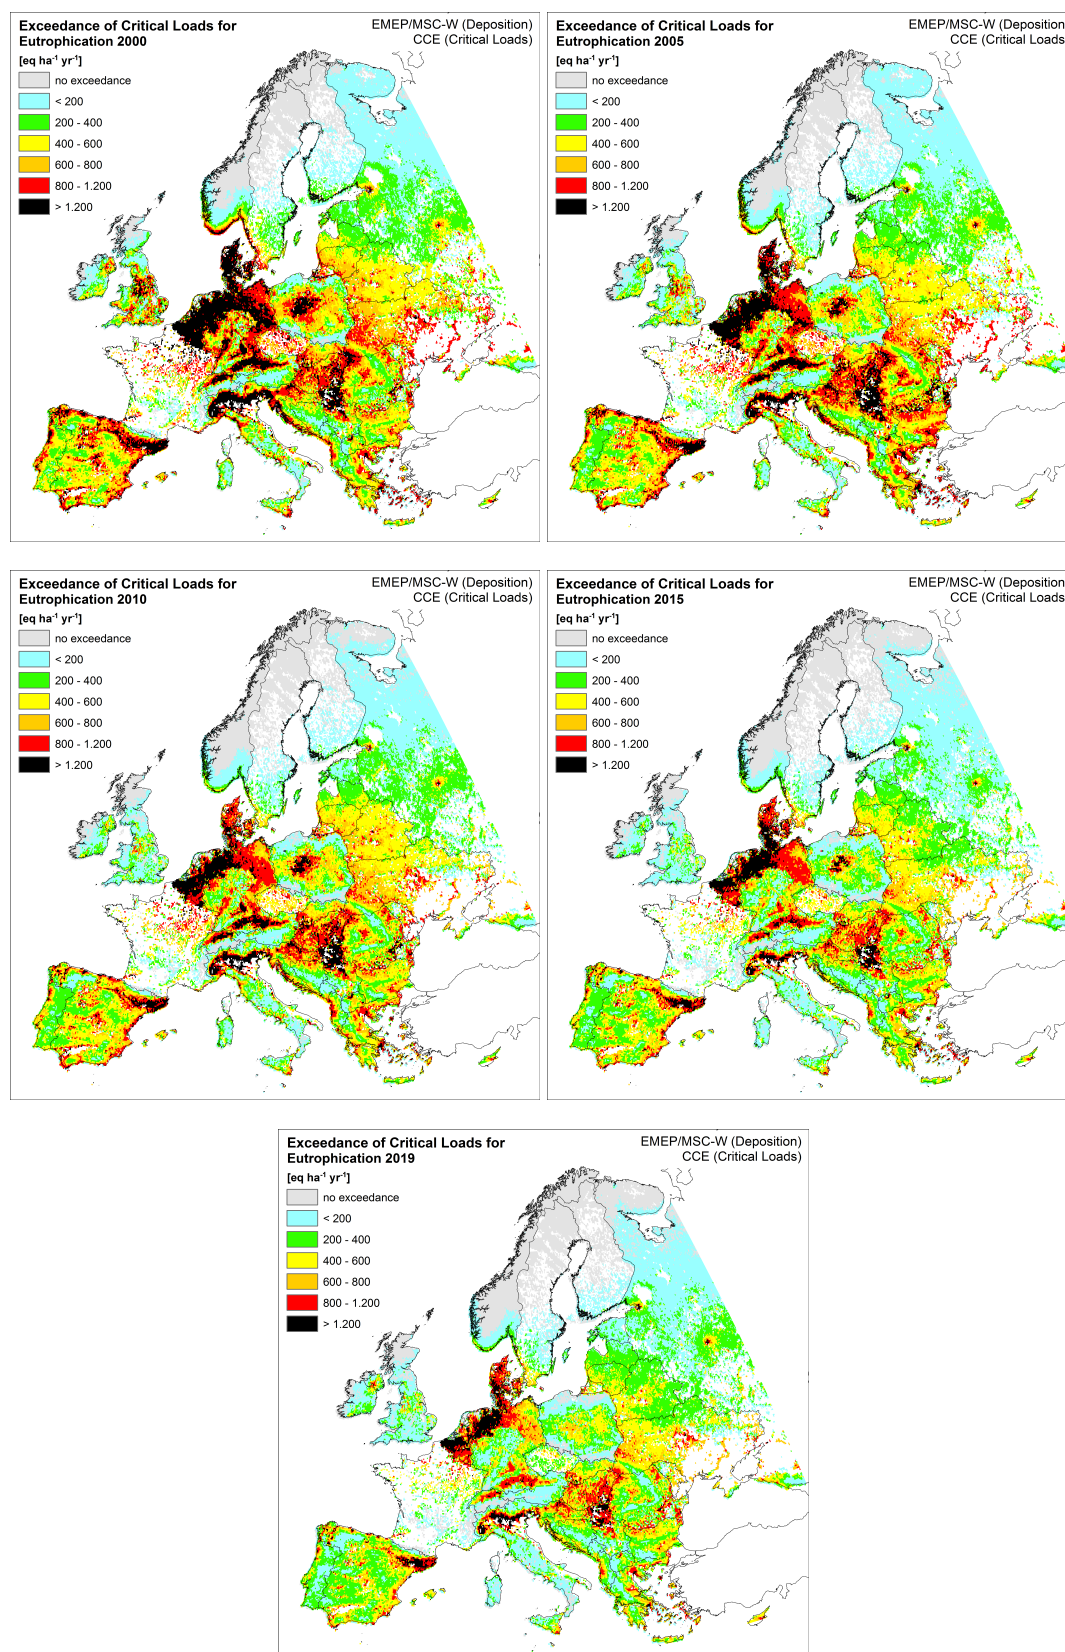 Exceedance of Critical Loads for
Eutrophication 2000
EMEP/MSC-W (Deposition)
CCE (Critical Loads)
[eq ha⁻¹ yr⁻¹]
no exceedance
< 200
200 - 400
400 - 600
600 - 800
800 - 1.200
> 1.200
Exceedance of Critical Loads for
Eutrophication 2005
EMEP/MSC-W (Deposition
CCE (Critical Loads
[eq ha⁻¹ yr⁻¹]
no exceedance
< 200
200 - 400
400 - 600
600 - 800
800 - 1.200
> 1.200
Exceedance of Critical Loads for
Eutrophication 2010
EMEP/MSC-W (Deposition)
CCE (Critical Loads)
[eq ha⁻¹ yr⁻¹]
no exceedance
< 200
200 - 400
400 - 600
600 - 800
800 - 1.200
> 1.200
Exceedance of Critical Loads for
Eutrophication 2015
EMEP/MSC-W (Deposition
CCE (Critical Loads
[eq ha⁻¹ yr⁻¹]
no exceedance
< 200
200 - 400
400 - 600
600 - 800
800 - 1.200
> 1.200
Exceedance of Critical Loads for
Eutrophication 2019
EMEP/MSC-W (Deposition)
CCE (Critical Loads)
[eq ha⁻¹ yr⁻¹]
no exceedance
< 200
200 - 400
400 - 600
600 - 800
800 - 1.200
> 1.200